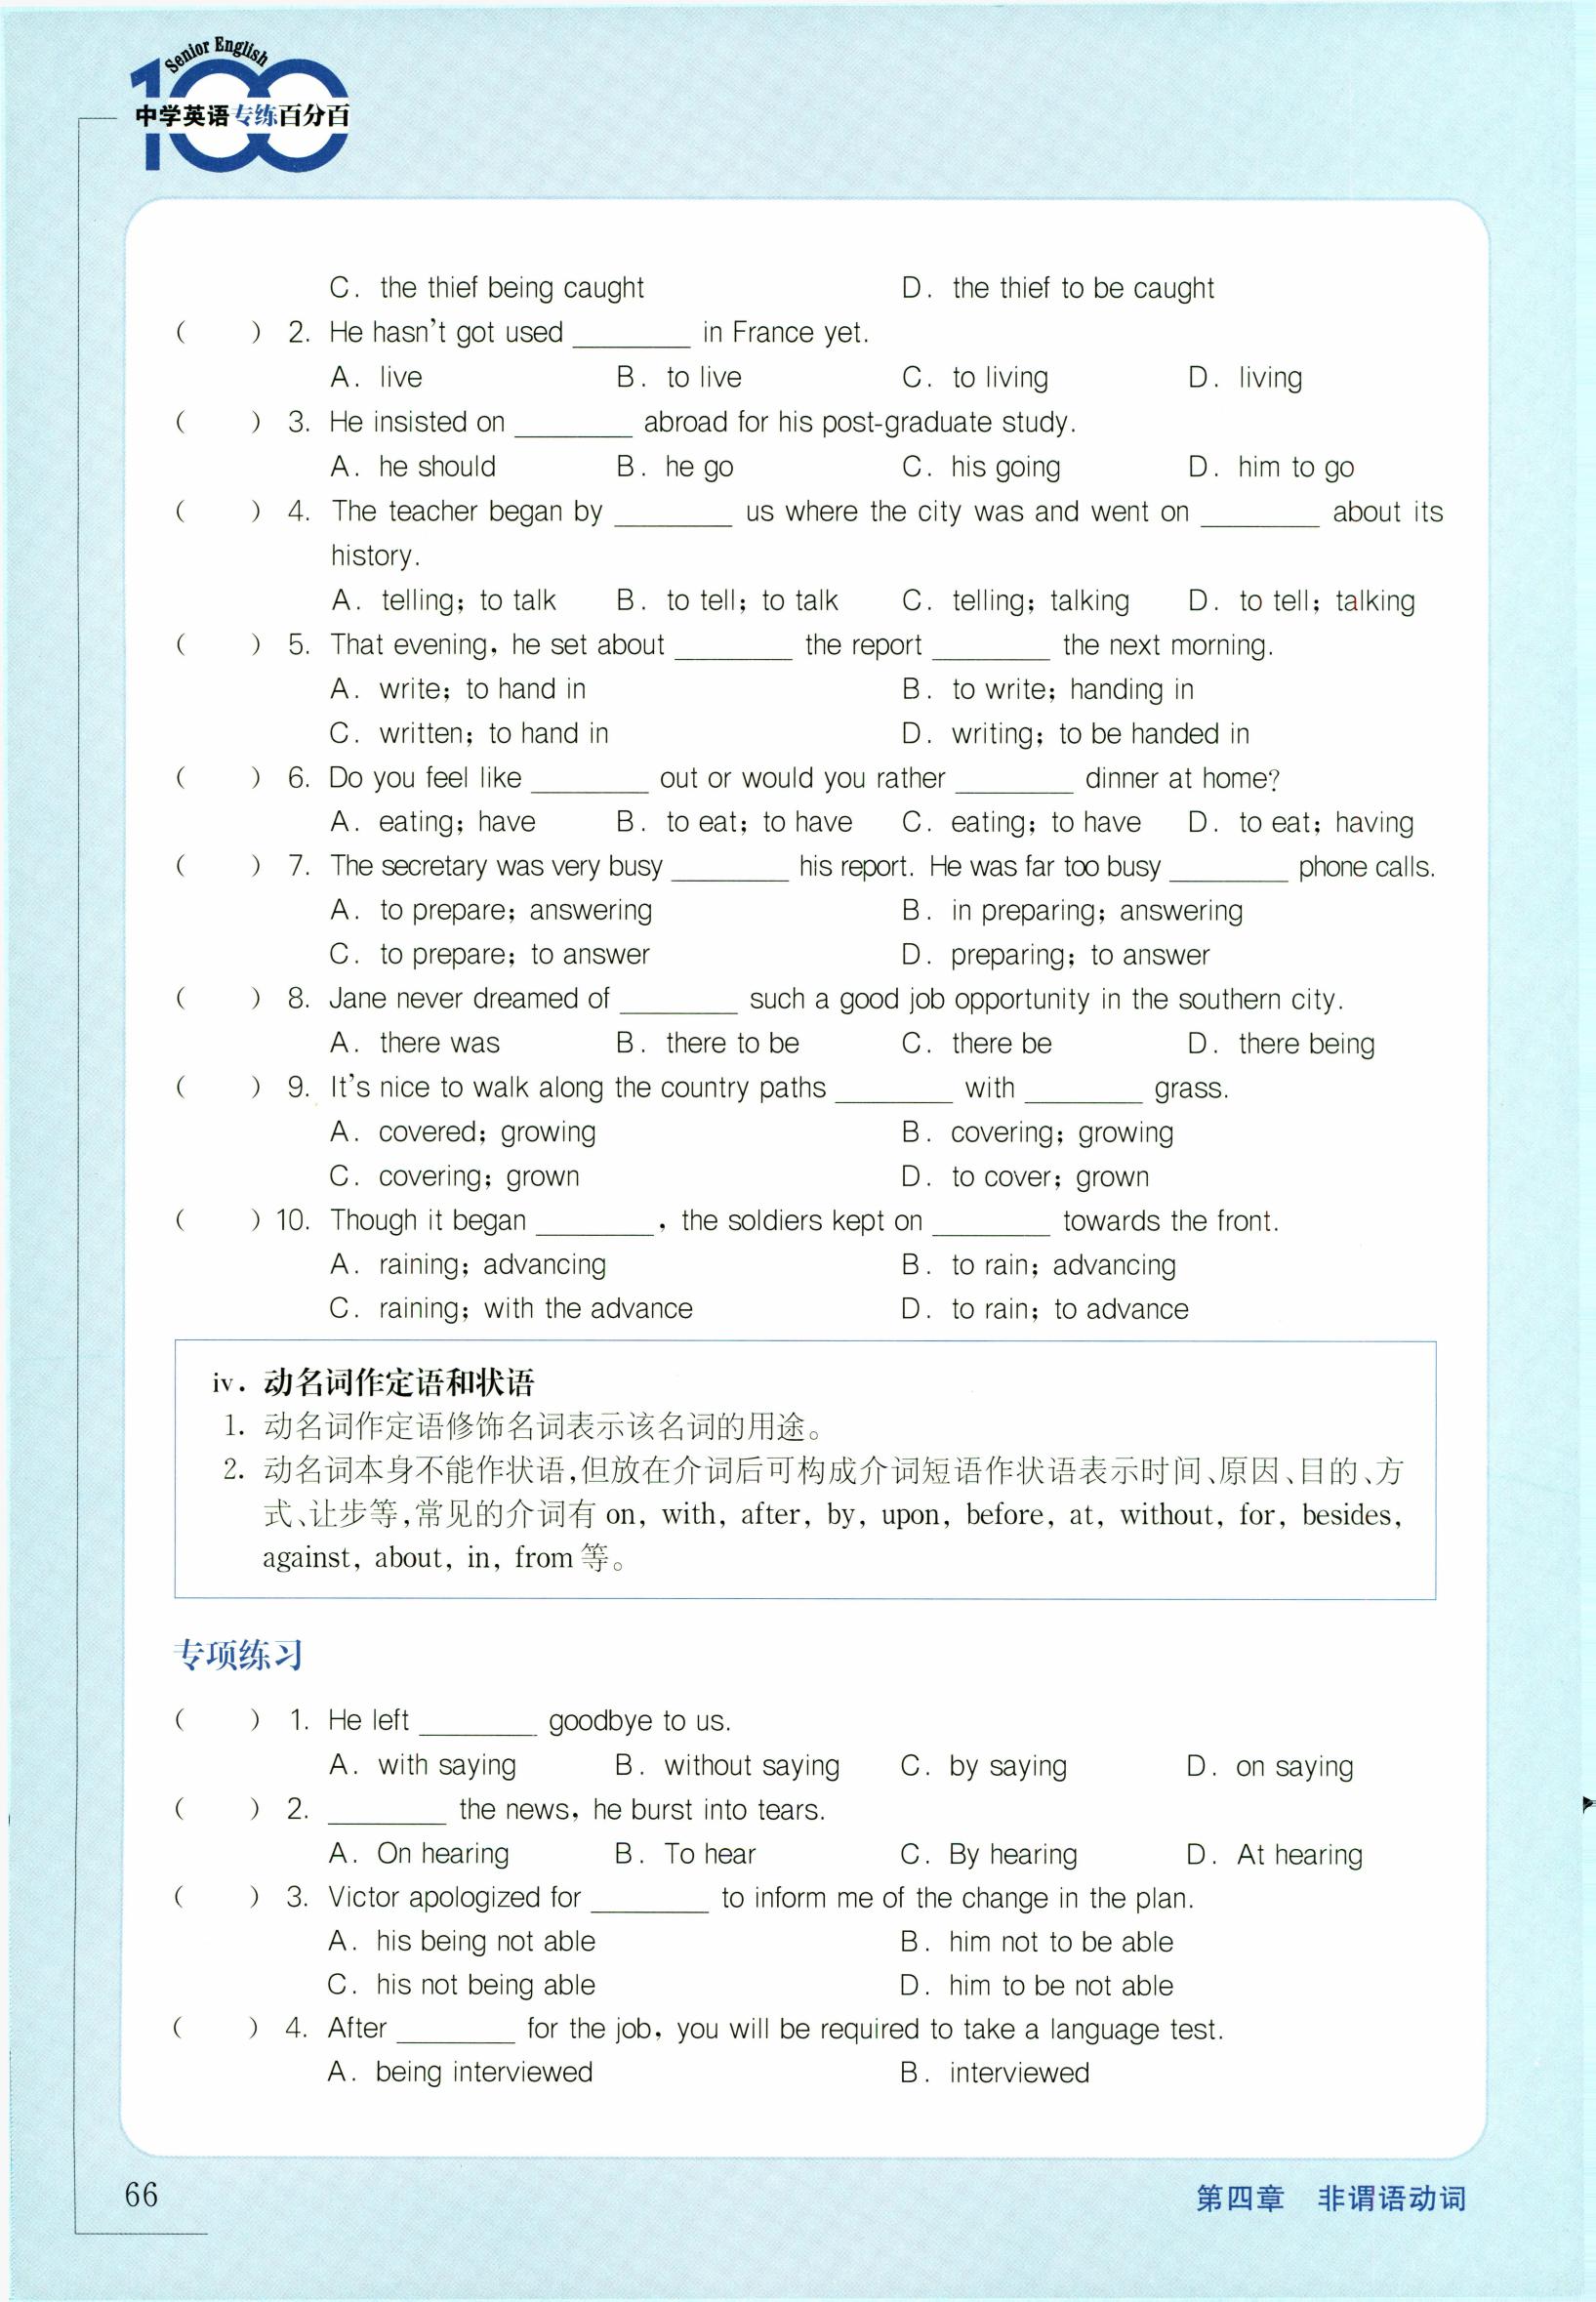 Senior English
100
中学英语专练百分百
C. the thief being caught D. the thief to be caught
( ) 2. He hasn't got used ________ in France yet.
A. live B. to live C. to living D. living
( ) 3. He insisted on ________ abroad for his post-graduate study.
A. he should B. he go C. his going D. him to go
( ) 4. The teacher began by ________ us where the city was and went on ________ about its
history.
A. telling; to talk B. to tell; to talk C. telling; talking D. to tell; talking
( ) 5. That evening, he set about ________ the report ________ the next morning.
A. write; to hand in B. to write; handing in
C. written; to hand in D. writing; to be handed in
( ) 6. Do you feel like ________ out or would you rather ________ dinner at home?
A. eating; have B. to eat; to have C. eating; to have D. to eat; having
( ) 7. The secretary was very busy ________ his report. He was far too busy ________ phone calls.
A. to prepare; answering B. in preparing; answering
C. to prepare; to answer D. preparing; to answer
( ) 8. Jane never dreamed of ________ such a good job opportunity in the southern city.
A. there was B. there to be C. there be D. there being
( ) 9. It's nice to walk along the country paths ________ with ________ grass.
A. covered; growing B. covering; growing
C. covering; grown D. to cover; grown
( ) 10. Though it began ________, the soldiers kept on ________ towards the front.
A. raining; advancing B. to rain; advancing
C. raining; with the advance D. to rain; to advance
iv. 动名词作定语和状语
1. 动名词作定语修饰名词表示该名词的用途。
2. 动名词本身不能作状语,但放在介词后可构成介词短语作状语表示时间、原因、目的、方
式、让步等,常见的介词有 on, with, after, by, upon, before, at, without, for, besides,
against, about, in, from 等。
专项练习
( ) 1. He left ________ goodbye to us.
A. with saying B. without saying C. by saying D. on saying
( ) 2. ________ the news, he burst into tears.
A. On hearing B. To hear C. By hearing D. At hearing
( ) 3. Victor apologized for ________ to inform me of the change in the plan.
A. his being not able B. him not to be able
C. his not being able D. him to be not able
( ) 4. After ________ for the job, you will be required to take a language test.
A. being interviewed B. interviewed
66 第四章 非谓语动词